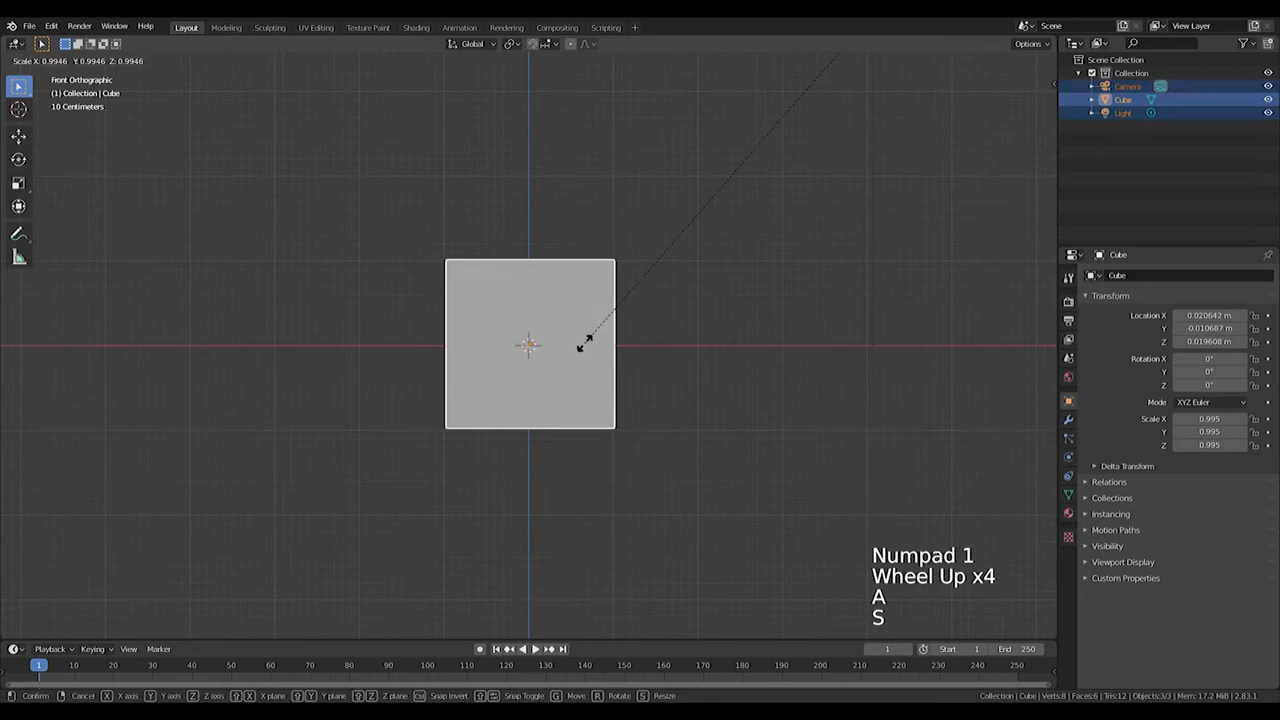 File Edit Render Window Help Layout Modeling Sculpting UV Editing Texture Paint Shading Animation Rendering Compositing Scripting + Scene View Layer
Global Options
Scale X: 0.9946 Y: 0.9946 Z: 0.9946
Front Orthographic
(1) Collection | Cube
10 Centimeters
Scene Collection
Collection
Camera
Cube
Light
Cube
Cube
Transform
Location X 0.020642 m
Y -0.010687 m
Z 0.019608 m
Rotation X 0°
Y 0°
Z 0°
Mode XYZ Euler
Scale X 0.995
Y 0.995
Z 0.995
Delta Transform
Relations
Collections
Instancing
Motion Paths
Visibility
Viewport Display
Custom Properties
Numpad 1
Wheel Up x4
A
S
Playback Keying View Marker 1 Start 1 End 250
1 10 20 30 40 50 60 70 80 90 100 110 120 130 140 150 160 170 180 190 200 210 220 230 240 250
Confirm Cancel X X axis Y Y axis Z Z axis X X plane Y Y plane Z Z plane Snap Invert Snap Toggle G Move R Rotate S Resize Collection | Cube | Verts:8 | Faces:6 | Tris:12 | Objects:3/3 | Mem: 17.2 MiB | 2.83.1